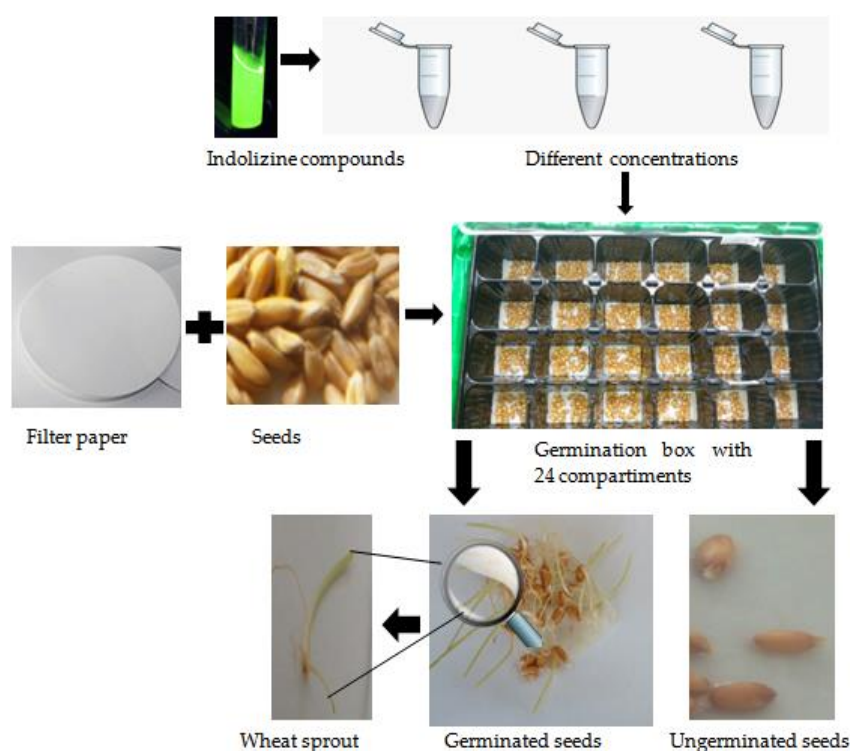 Indolizine compounds
Different concentrations
Filter paper
Seeds
Germination box with
24 compartiments
Wheat sprout
Germinated seeds
Ungerminated seeds